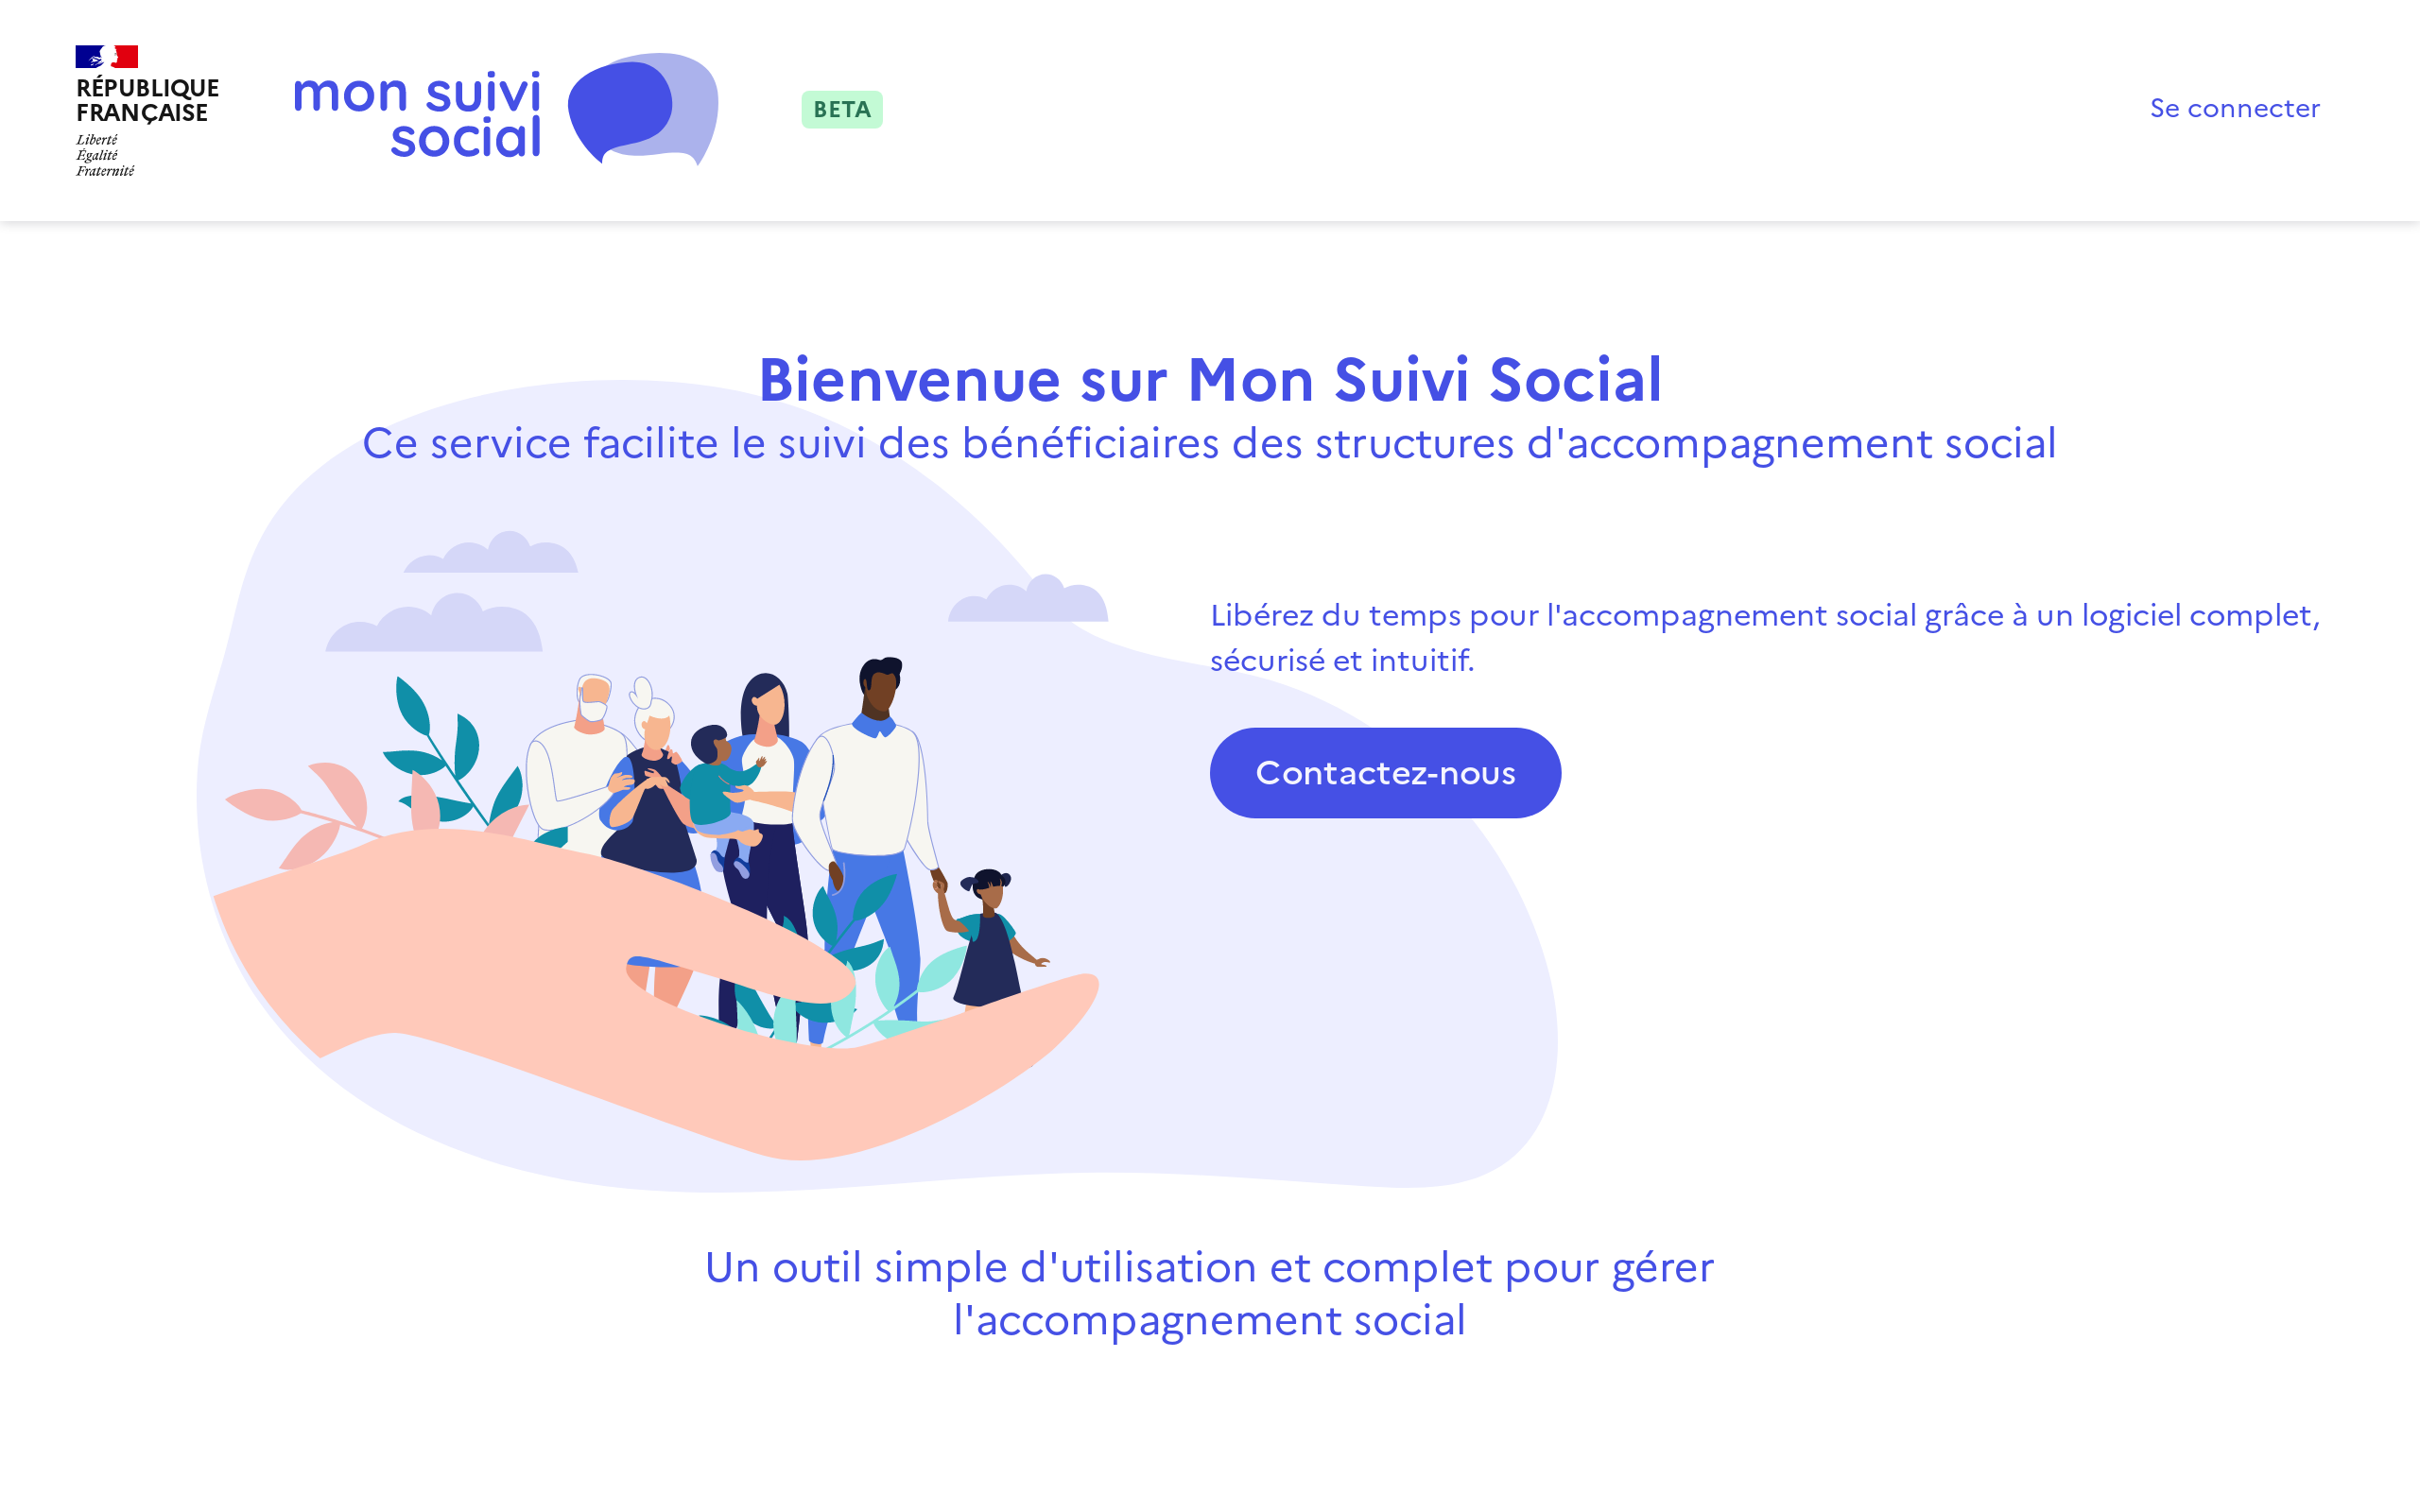 RÉPUBLIQUE
FRANÇAISE
Liberté
Égalité
Fraternité
mon suivi
social
BETA
Se connecter
Bienvenue sur Mon Suivi Social
Ce service facilite le suivi des bénéficiaires des structures d'accompagnement social
Libérez du temps pour l'accompagnement social grâce à un logiciel complet,
sécurisé et intuitif.
Contactez-nous
Un outil simple d'utilisation et complet pour gérer
l'accompagnement social